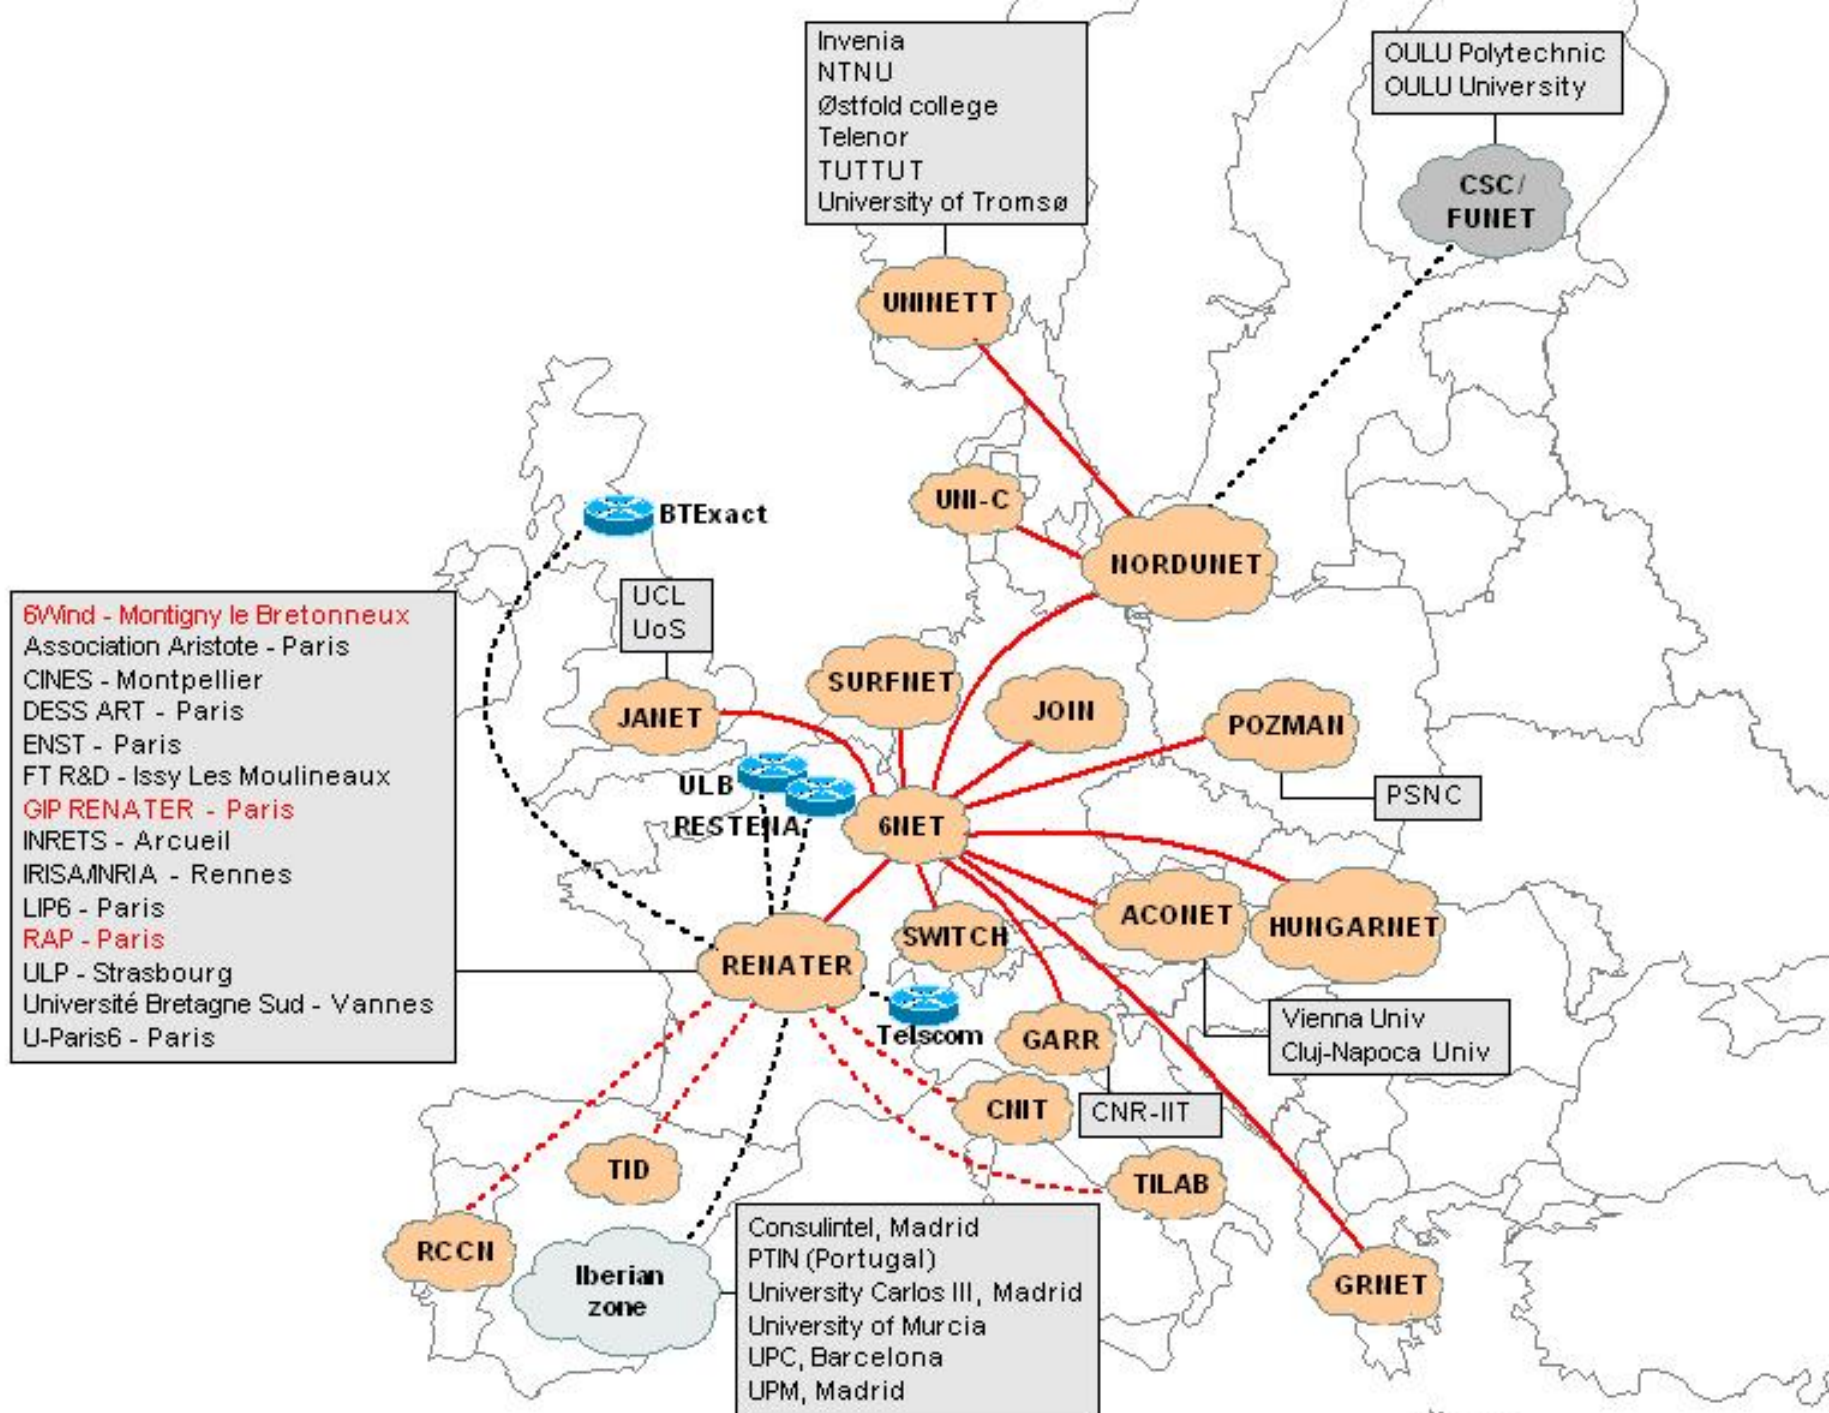 Invenia
NTNU
Østfold college
Telenor
TUTTUT
University of Tromsø
OULU Polytechnic
OULU University
CSC/
FUNET
UNINETT
UNI-C
BTExact
NORDUNET
UCL
UoS
6Wind - Montigny le Bretonneux
Association Aristote - Paris
CINES - Montpellier
DESS ART - Paris
ENST - Paris
FT R&D - Issy Les Moulineaux
GIP RENATER - Paris
INRETS - Arcueil
IRISA/INRIA - Rennes
LIP6 - Paris
RAP - Paris
ULP - Strasbourg
Université Bretagne Sud - Vannes
U-Paris6 - Paris
SURFNET
JANET
JOIN
POZMAN
ULB
PSNC
RESTENA
6NET
ACONET
HUNGARNET
SWITCH
RENATER
Telscom
GARR
Vienna Univ
Cluj-Napoca Univ
CNIT
CNR-IIT
TID
TILAB
RCCN
Iberian
zone
Consulintel, Madrid
PTIN (Portugal)
University Carlos III, Madrid
University of Murcia
UPC, Barcelona
UPM, Madrid
GRNET